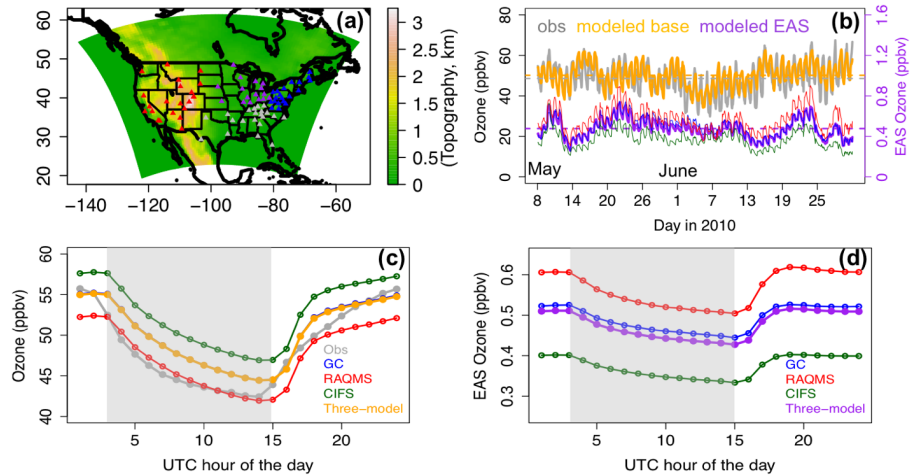 (a)
60
50
40
30
20
−140 −120 −100 −80 −60
3
2.5
2
1.5
1
0.5
0
(Topography, km)
(b)
obs modeled base modeled EAS
80
60
40
20
0
Ozone (ppbv)
1.6
1.2
0.8
0.4
0
EAS Ozone (ppbv)
May June
8 14 20 26 1 7 13 19 25
Day in 2010
(c)
60
55
50
45
40
Ozone (ppbv)
Obs
GC
RAQMS
CIFS
Three−model
5 10 15 20
UTC hour of the day
(d)
0.6
0.5
0.4
0.3
EAS Ozone (ppbv)
GC
RAQMS
CIFS
Three−model
5 10 15 20
UTC hour of the day